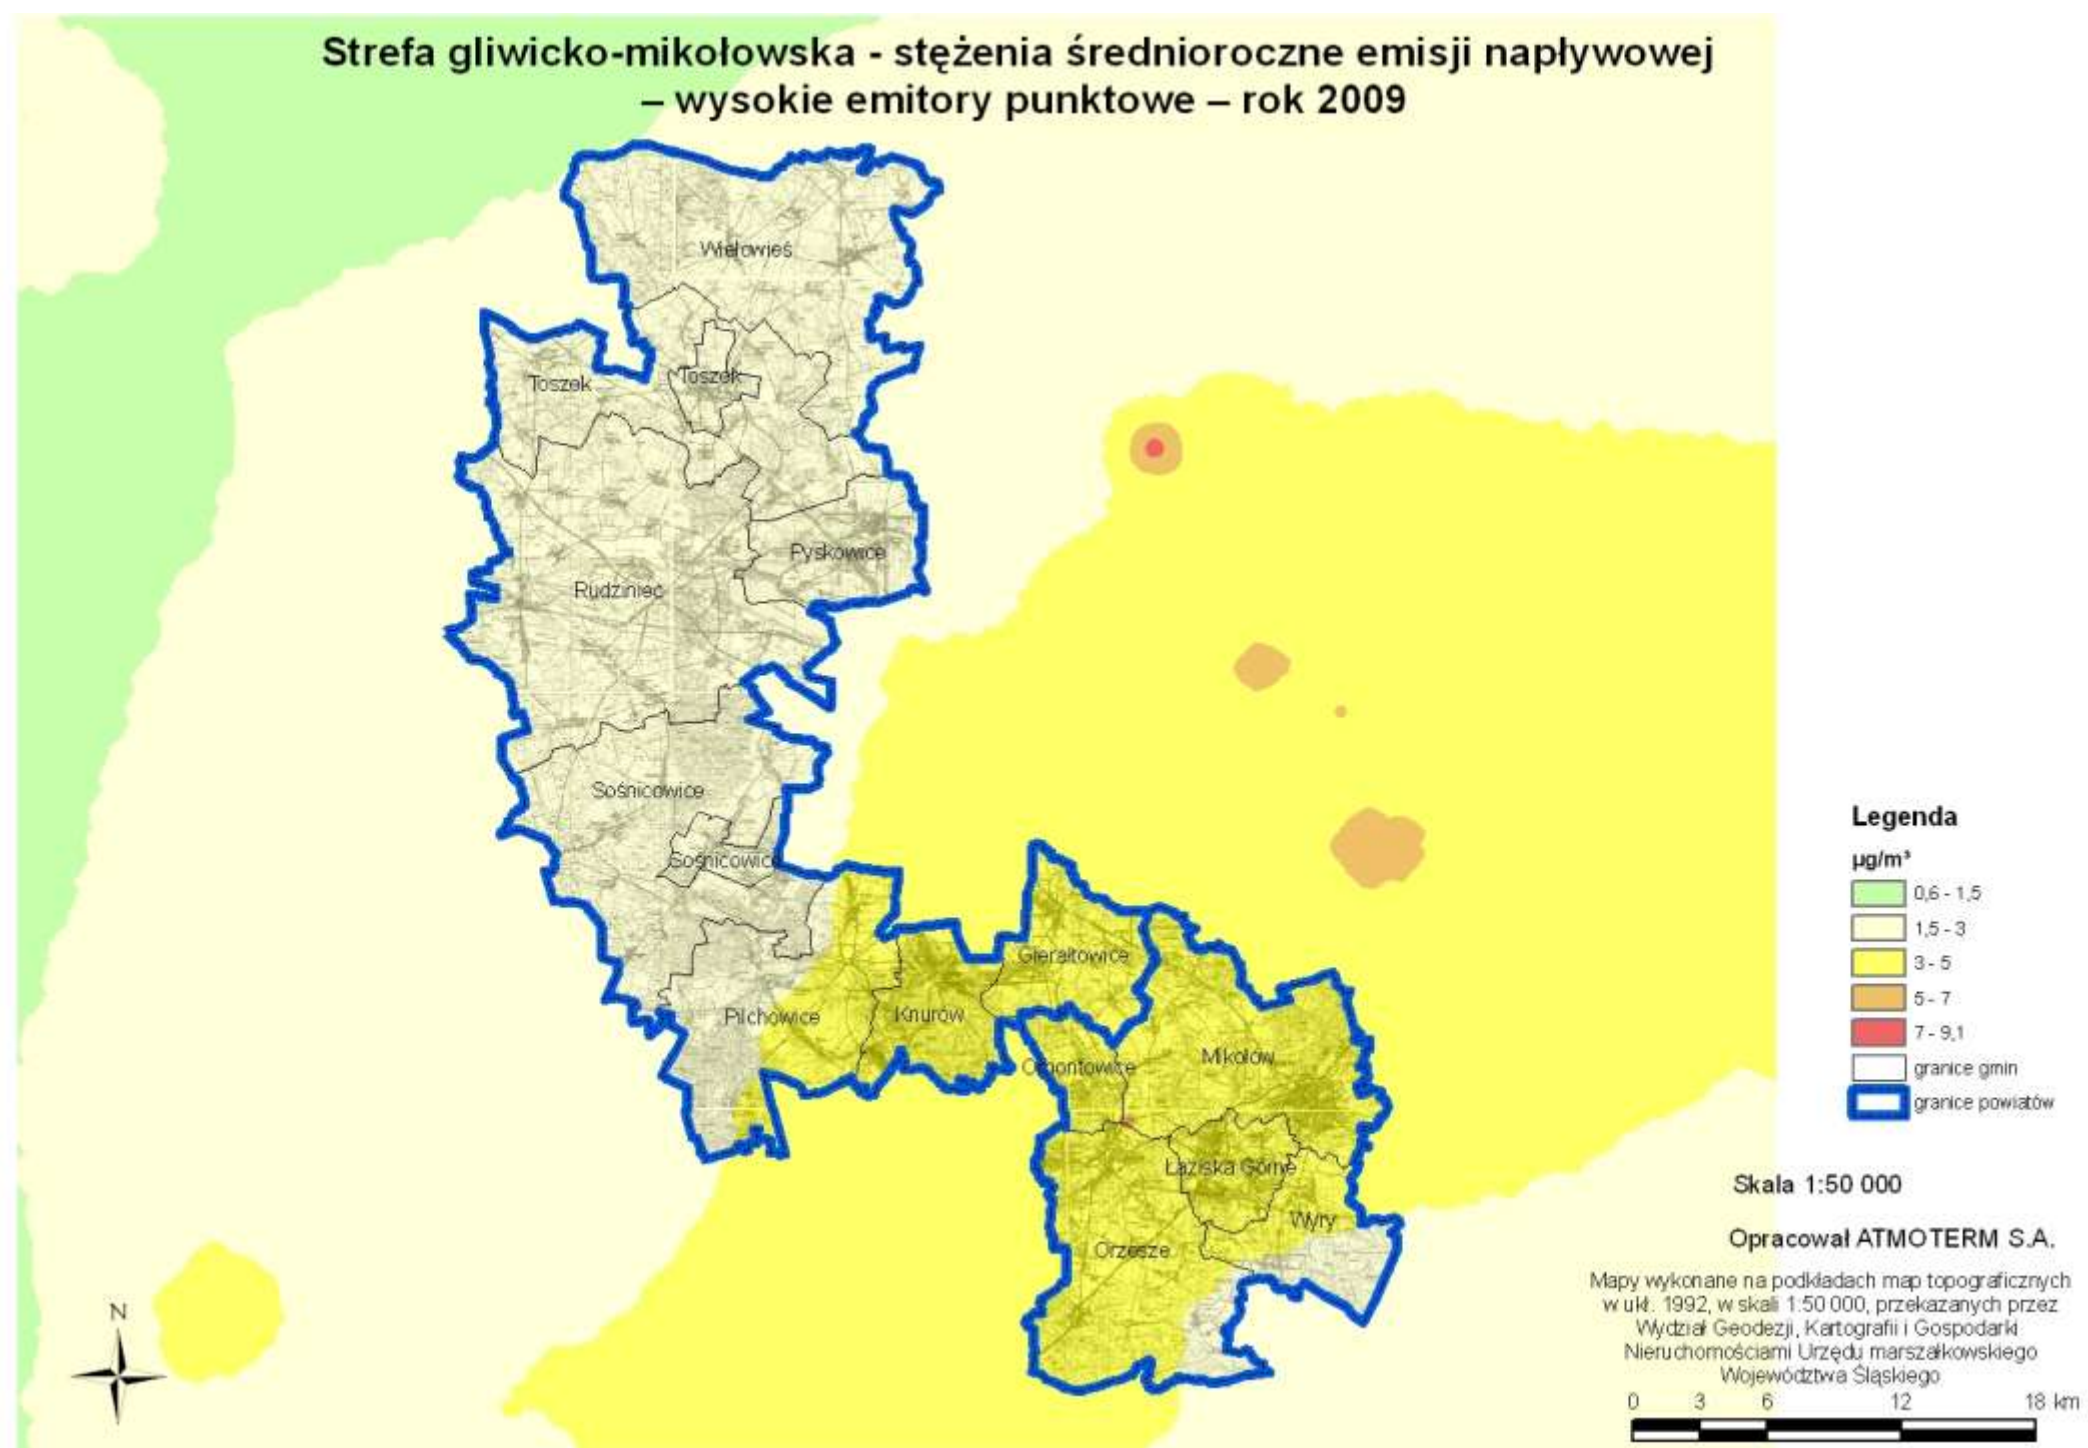 Strefa gliwicko-mikołowska - stężenia średnioroczne emisji napływowej
– wysokie emitory punktowe – rok 2009
Wielowieś
Toszek
Toszek
Pyskowice
Rudziniec
Sośnicowice
Sośnicowice
Gierałtowice
Pilchowice
Knurów
Mikołów
Ornontowice
Łaziska Górne
Wyry
Orzesze
Legenda
µg/m³
0,6 - 1,5
1,5 - 3
3 - 5
5 - 7
7 - 9,1
granice gmin
granice powiatów
Skala 1:50 000
Opracował ATMOTERM S.A.
Mapy wykonane na podkładach map topograficznych
w ukł. 1992, w skali 1:50 000, przekazanych przez
Wydział Geodezji, Kartografii i Gospodarki
Nieruchomościami Urzędu marszałkowskiego
Województwa Śląskiego
N
0 3 6 12 18 km